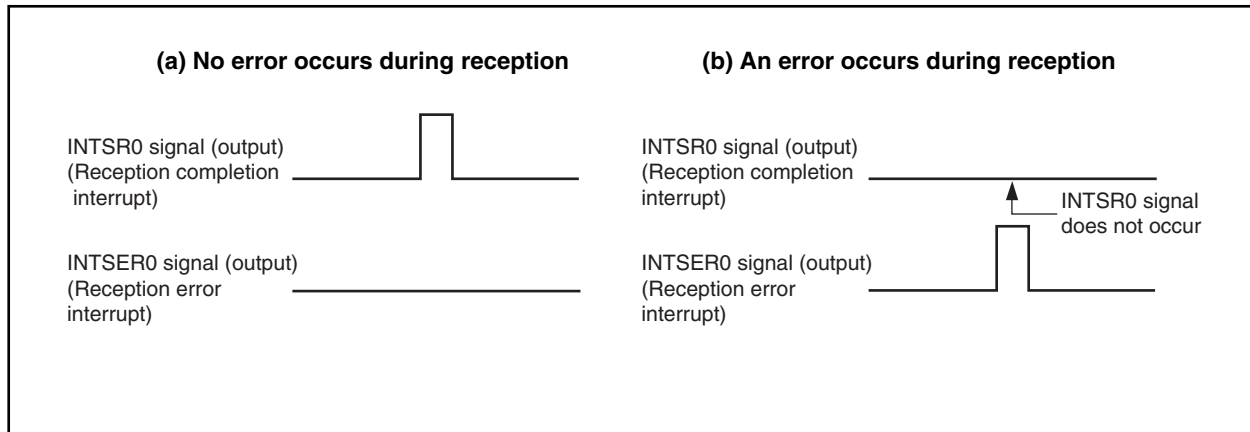 (a) No error occurs during reception
INTSR0 signal (output)
(Reception completion
interrupt)
INTSER0 signal (output)
(Reception error
interrupt)
(b) An error occurs during reception
INTSR0 signal (output)
(Reception completion
interrupt)
INTSR0 signal
does not occur
INTSER0 signal (output)
(Reception error
interrupt)